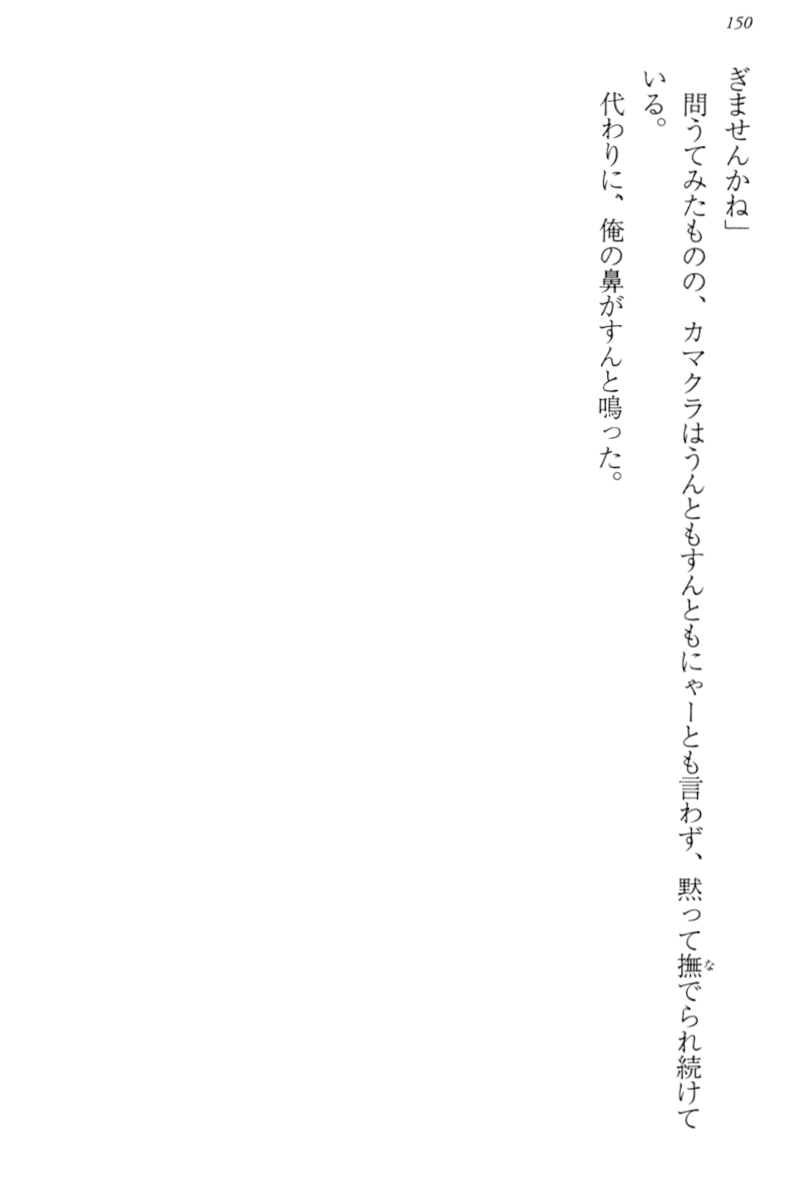 150
ぎませんかね」
　問うてみたものの、カマクラはうんともすんともにゃーとも言わず、黙って撫でられ続けて
な
いる。
　代わりに、俺の鼻がすんと鳴った。